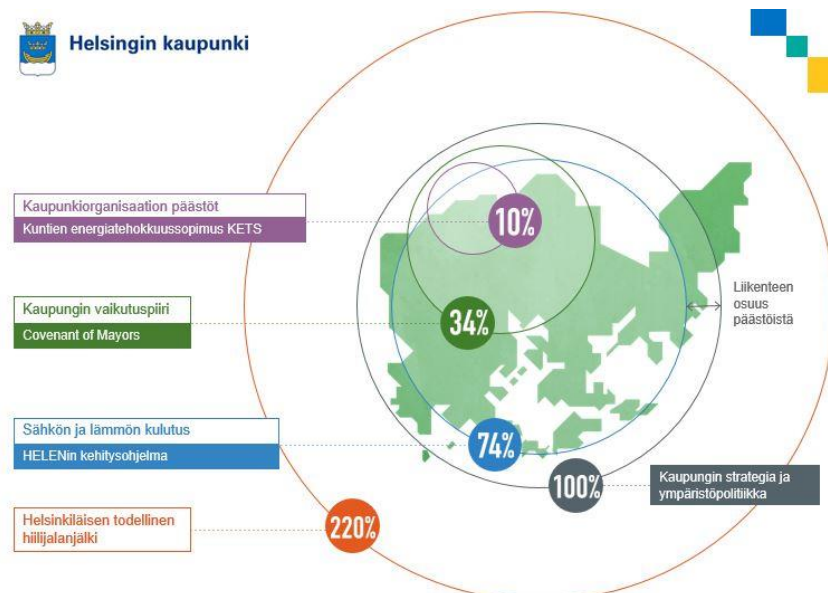 Helsingin kaupunki
Kaupunkiorganisaation päästöt
Kuntien energiatehokkuussopimus KETS
10%
Kaupungin vaikutuspiiri
Covenant of Mayors
34%
Liikenteen
osuus
päästöistä
Sähkön ja lämmön kulutus
HELENin kehitysohjelma
74%
100%
Kaupungin strategia ja
ympäristöpolitiikka
Helsinkiläisen todellinen
hiilijalanjälki
220%